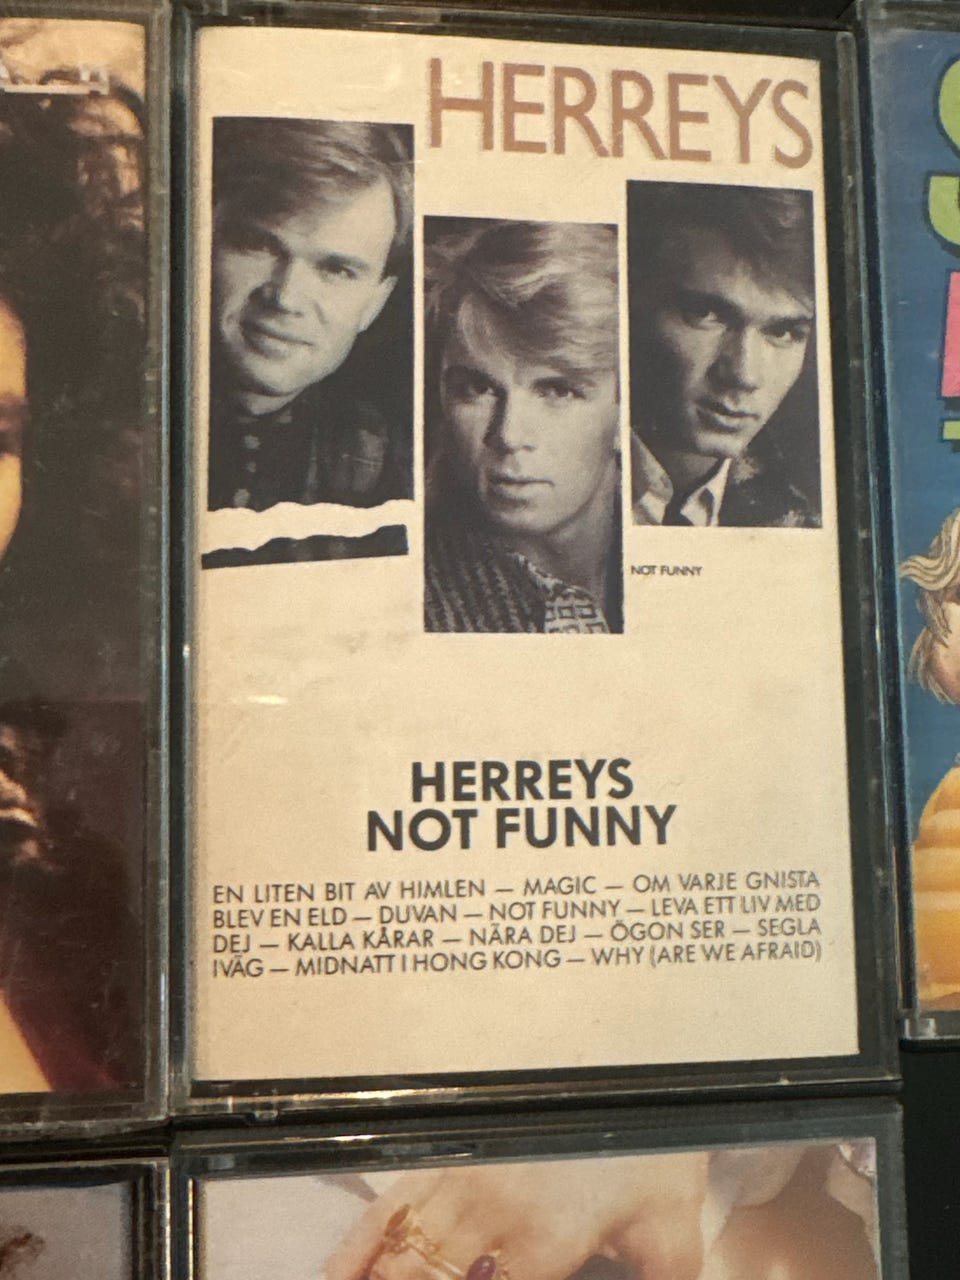 HERREYS
NOT FUNNY
HERREYS
NOT FUNNY
EN LITEN BIT AV HIMLEN — MAGIC — OM VARJE GNISTA
BLEV EN ELD — DUVAN — NOT FUNNY — LEVA ETT LIV MED
DEJ — KALLA KÅRAR — NÄRA DEJ — ÖGON SER — SEGLA
IVÄG — MIDNATT I HONG KONG — WHY (ARE WE AFRAID)